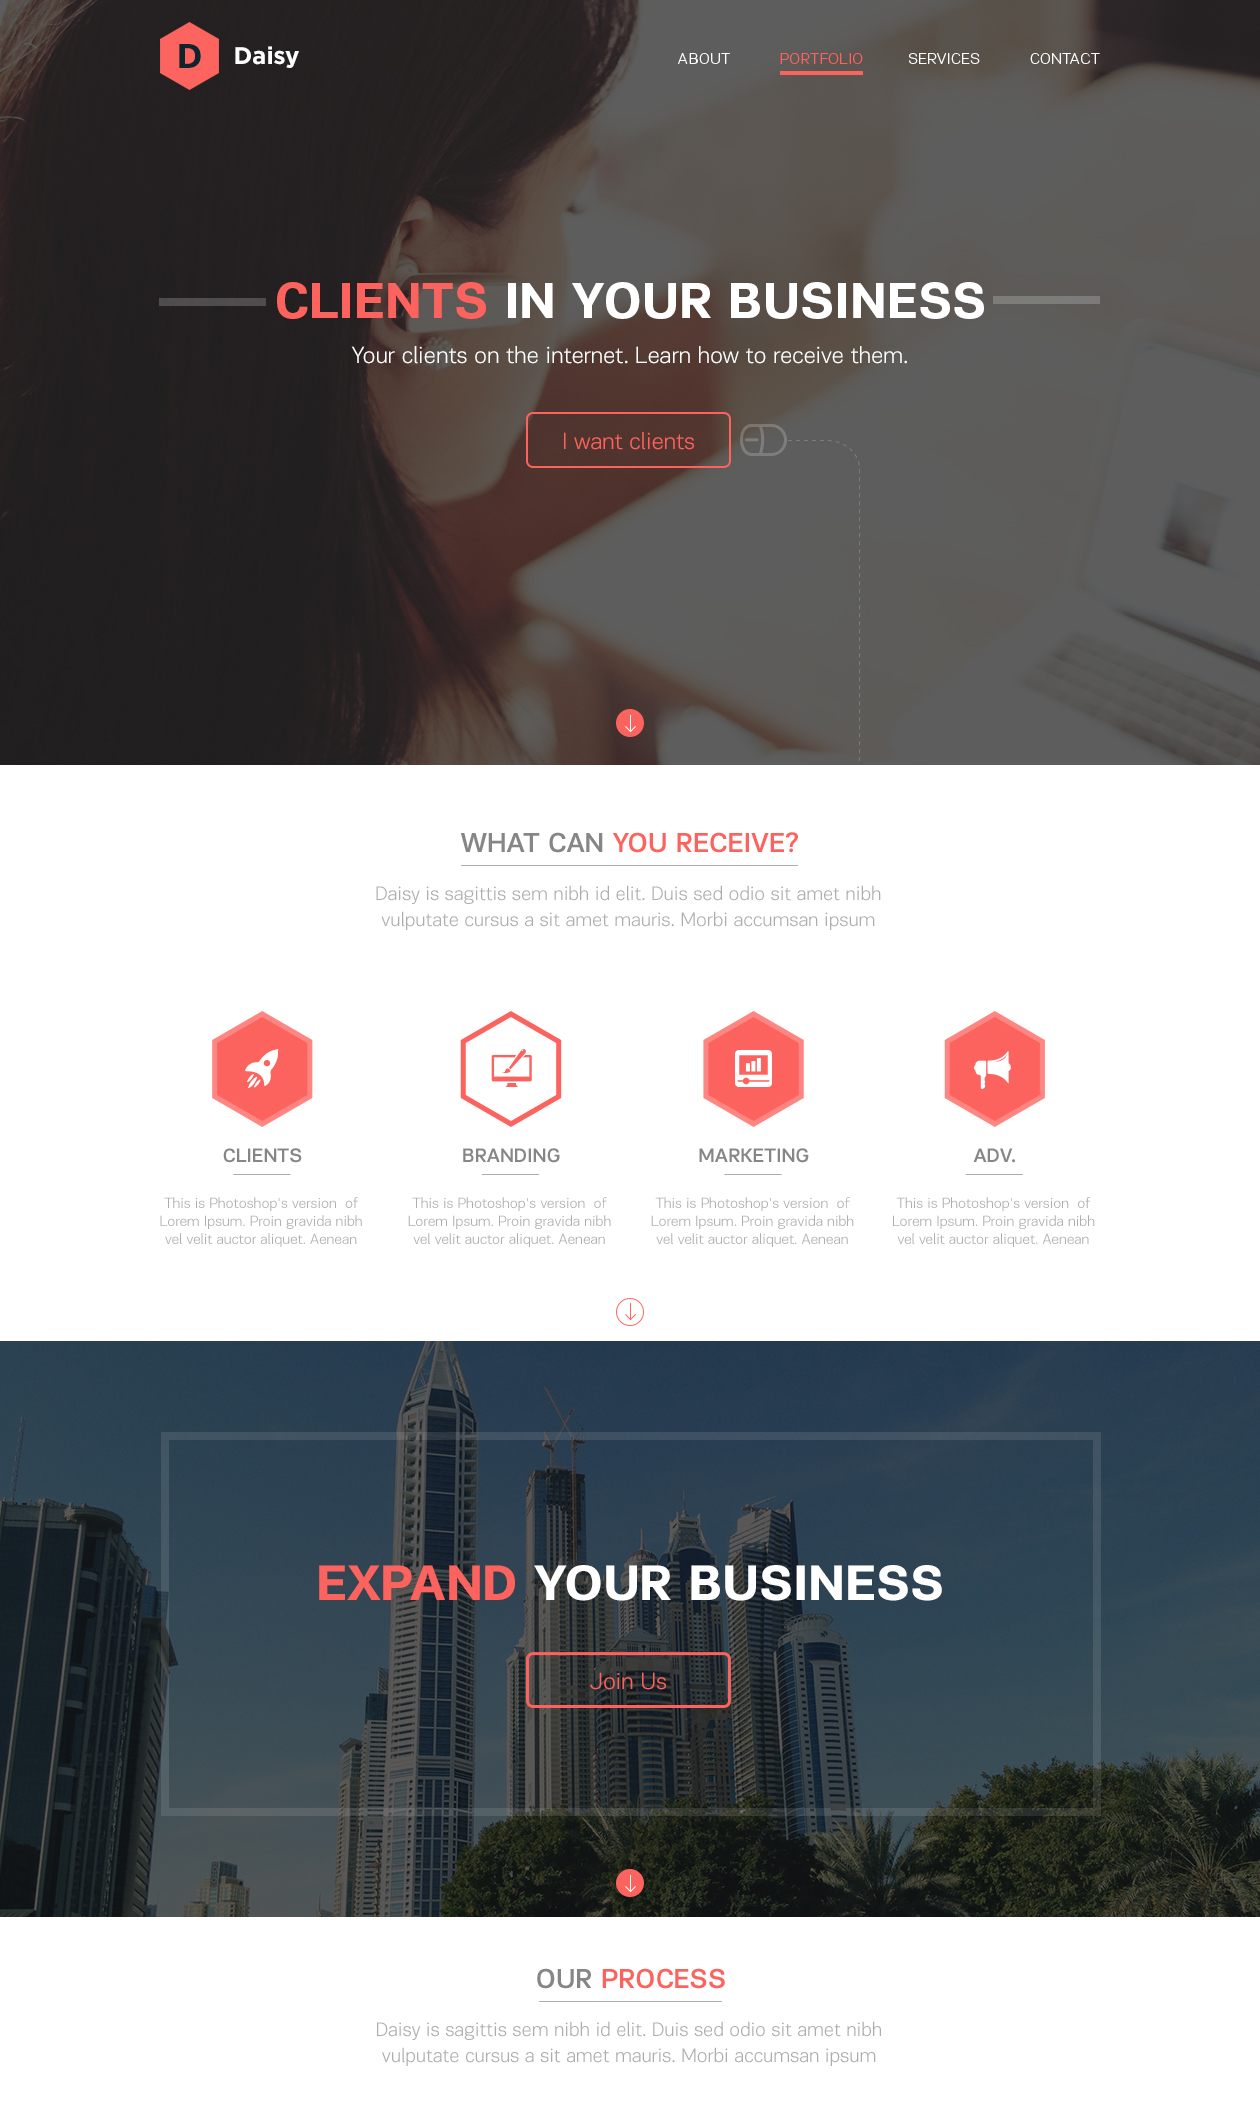 D Daisy
ABOUT PORTFOLIO SERVICES CONTACT
CLIENTS IN YOUR BUSINESS
Your clients on the internet. Learn how to receive them.
I want clients
WHAT CAN YOU RECEIVE?
Daisy is sagittis sem nibh id elit. Duis sed odio sit amet nibh
vulputate cursus a sit amet mauris. Morbi accumsan ipsum
CLIENTS
This is Photoshop's version of
Lorem Ipsum. Proin gravida nibh
vel velit auctor aliquet. Aenean
BRANDING
This is Photoshop's version of
Lorem Ipsum. Proin gravida nibh
vel velit auctor aliquet. Aenean
MARKETING
This is Photoshop's version of
Lorem Ipsum. Proin gravida nibh
vel velit auctor aliquet. Aenean
ADV.
This is Photoshop's version of
Lorem Ipsum. Proin gravida nibh
vel velit auctor aliquet. Aenean
EXPAND YOUR BUSINESS
Join Us
OUR PROCESS
Daisy is sagittis sem nibh id elit. Duis sed odio sit amet nibh
vulputate cursus a sit amet mauris. Morbi accumsan ipsum